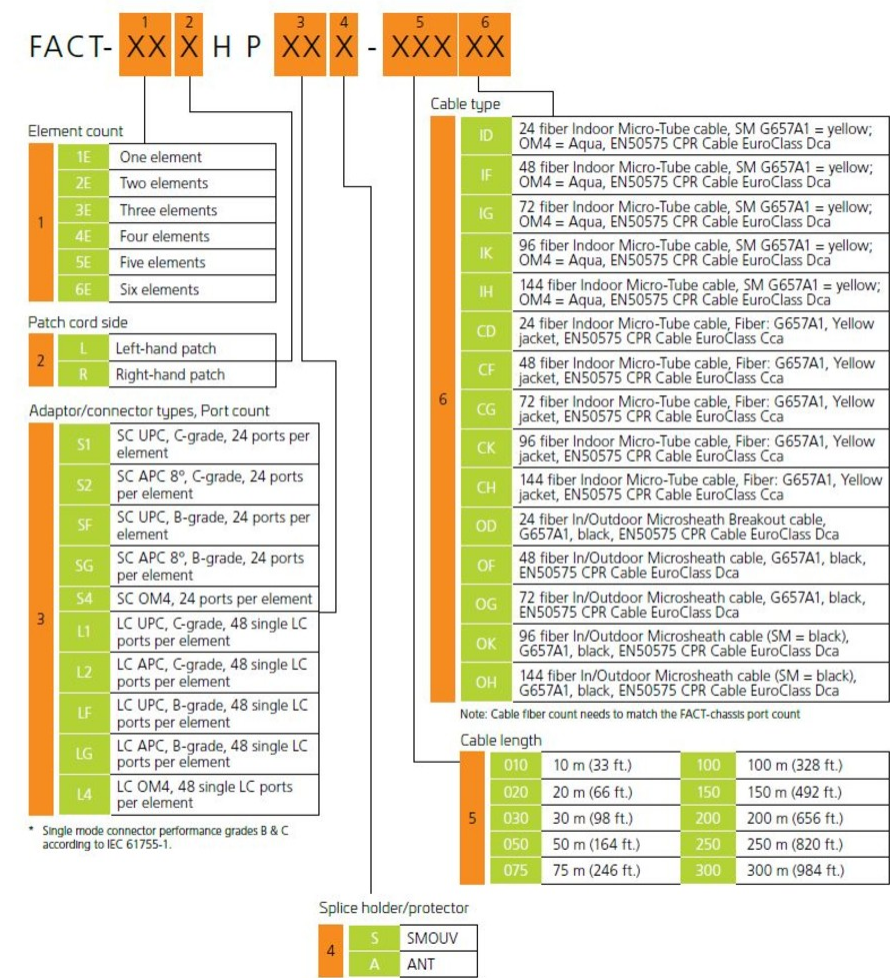 1 2 3 4 5 6
FACT- XX X H P XX X - XXX XX
Element count
1
1E One element
2E Two elements
3E Three elements
4E Four elements
5E Five elements
6E Six elements
Patch cord side
2
L Left-hand patch
R Right-hand patch
Adaptor/connector types, Port count
3
S1 SC UPC, C-grade, 24 ports per
element
S2 SC APC 8°, C-grade, 24 ports
per element
SF SC UPC, B-grade, 24 ports per
element
SG SC APC 8°, B-grade, 24 ports
per element
S4 SC OM4, 24 ports per element
L1 LC UPC, C-grade, 48 single LC
ports per element
L2 LC APC, C-grade, 48 single LC
ports per element
LF LC UPC, B-grade, 48 single LC
ports per element
LG LC APC, B-grade, 48 single LC
ports per element
L4 LC OM4, 48 single LC ports
per element
* Single mode connector performance grades B & C
according to IEC 61755-1.
Cable type
6
ID 24 fiber Indoor Micro-Tube cable, SM G657A1 = yellow;
OM4 = Aqua, EN50575 CPR Cable EuroClass Dca
IF 48 fiber Indoor Micro-Tube cable, SM G657A1 = yellow;
OM4 = Aqua, EN50575 CPR Cable EuroClass Dca
IG 72 fiber Indoor Micro-Tube cable, SM G657A1 = yellow;
OM4 = Aqua, EN50575 CPR Cable EuroClass Dca
IK 96 fiber Indoor Micro-Tube cable, SM G657A1 = yellow;
OM4 = Aqua, EN50575 CPR Cable EuroClass Dca
IH 144 fiber Indoor Micro-Tube cable, SM G657A1 = yellow;
OM4 = Aqua, EN50575 CPR Cable EuroClass Dca
CD 24 fiber Indoor Micro-Tube cable, Fiber: G657A1, Yellow
jacket, EN50575 CPR Cable EuroClass Cca
CF 48 fiber Indoor Micro-Tube cable, Fiber: G657A1, Yellow
jacket, EN50575 CPR Cable EuroClass Cca
CG 72 fiber Indoor Micro-Tube cable, Fiber: G657A1, Yellow
jacket, EN50575 CPR Cable EuroClass Cca
CK 96 fiber Indoor Micro-Tube cable, Fiber: G657A1, Yellow
jacket, EN50575 CPR Cable EuroClass Cca
CH 144 fiber Indoor Micro-Tube cable, Fiber: G657A1, Yellow
jacket, EN50575 CPR Cable EuroClass Cca
OD 24 fiber In/Outdoor Microsheath Breakout cable,
G657A1, black, EN50575 CPR Cable EuroClass Dca
OF 48 fiber In/Outdoor Microsheath cable, G657A1, black,
EN50575 CPR Cable EuroClass Dca
OG 72 fiber In/Outdoor Microsheath cable, G657A1, black,
EN50575 CPR Cable EuroClass Dca
OK 96 fiber In/Outdoor Microsheath cable (SM = black),
G657A1, black, EN50575 CPR Cable EuroClass Dca
OH 144 fiber In/Outdoor Microsheath cable (SM = black),
G657A1, black, EN50575 CPR Cable EuroClass Dca
Note: Cable fiber count needs to match the FACT-chassis port count
Cable length
5
010 10 m (33 ft.) 100 100 m (328 ft.)
020 20 m (66 ft.) 150 150 m (492 ft.)
030 30 m (98 ft.) 200 200 m (656 ft.)
050 50 m (164 ft.) 250 250 m (820 ft.)
075 75 m (246 ft.) 300 300 m (984 ft.)
Splice holder/protector
4
S SMOUV
A ANT